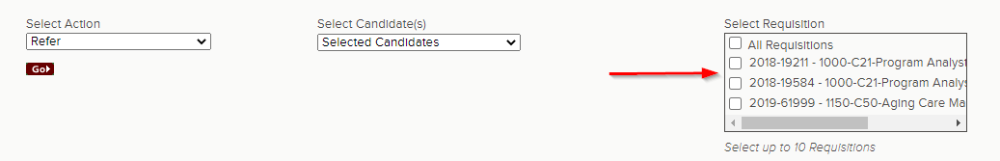 Select Action
Refer
Go
Select Candidate(s)
Selected Candidates
Select Requisition
All Requisitions
2018-19211 - 1000-C21-Program Analyst
2018-19584 - 1000-C21-Program Analys
2019-61999 - 1150-C50-Aging Care Ma
Select up to 10 Requisitions